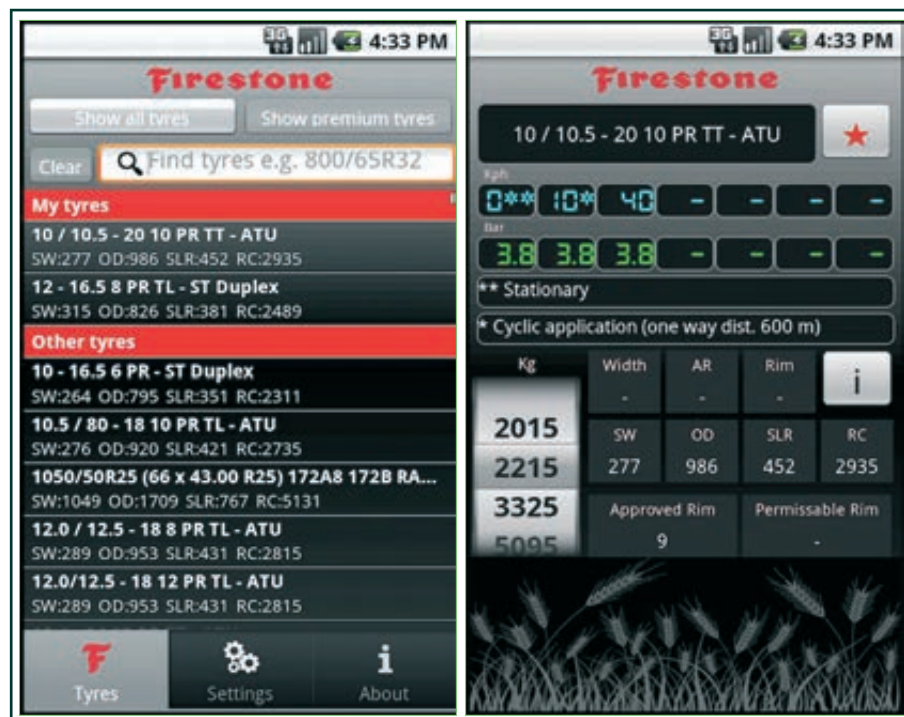 3G 4:33 PM
Firestone
Show all tyres Show premium tyres
Clear Find tyres e.g. 800/65R32
My tyres
10 / 10.5 - 20 10 PR TT - ATU
SW:277 OD:986 SLR:452 RC:2935
12 - 16.5 8 PR TL - ST Duplex
SW:315 OD:826 SLR:381 RC:2489
Other tyres
10 - 16.5 6 PR - ST Duplex
SW:264 OD:795 SLR:351 RC:2311
10.5 / 80 - 18 10 PR TL - ATU
SW:276 OD:920 SLR:421 RC:2735
1050/50R25 (66 x 43.00 R25) 172A8 172B RA...
SW:1049 OD:1709 SLR:767 RC:5131
12.0 / 12.5 - 18 8 PR TL - ATU
SW:289 OD:953 SLR:431 RC:2815
12.0/12.5 - 18 12 PR TL - ATU
SW:289 OD:953 SLR:431 RC:2815
F
Tyres Settings About
3G 4:33 PM
Firestone
10 / 10.5 - 20 10 PR TT - ATU
Kph
0** 10* 40 - - - -
Bar
3.8 3.8 3.8 - - - -
** Stationary
* Cyclic application (one way dist. 600 m)
Kg Width AR Rim i
- - -
2015 SW OD SLR RC
2215 277 986 452 2935
3325 Approved Rim Permissable Rim
5095 9 -